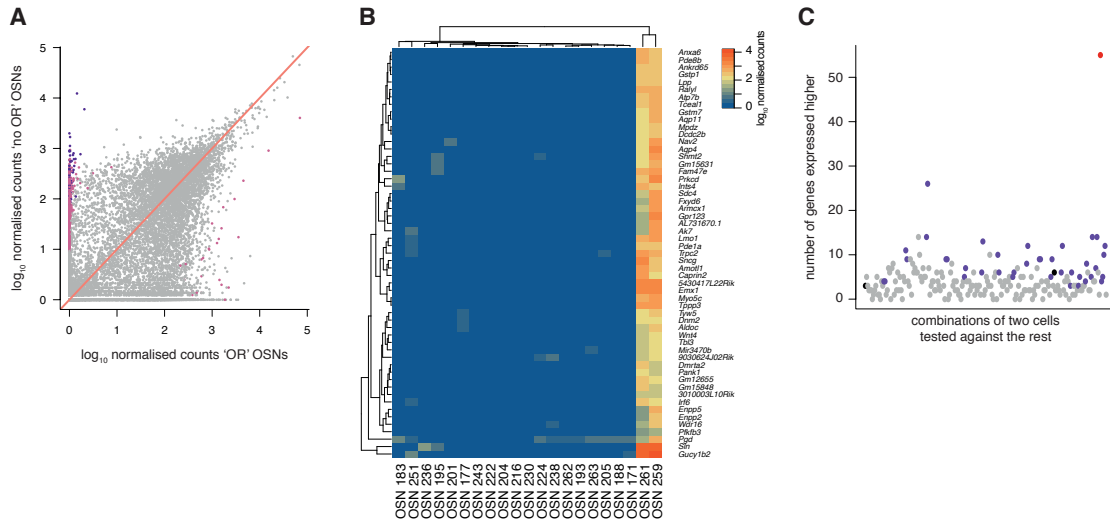 A
5
4
3
2
1
0
0 1 2 3 4 5
log10 normalised counts 'no OR' OSNs
log10 normalised counts 'OR' OSNs
B
Anxa6
Pde8b
Ankrd65
Gstp1
Lpp
Ralyl
Atp7b
Tceal1
Gstm7
Aqp11
Mpdz
Dcdc2b
Nav2
Aqp4
Shmt2
Gm15631
Fam47e
Prkcd
Ints4
Sdc4
Fxyd6
Armcx1
Gpr123
AL731670.1
Ak7
Lmo1
Pde1a
Trpc2
Sncg
Amotl1
Caprin2
5430417L22Rik
Emx1
Myo5c
Tppp3
Tyw5
Dnm2
Aldoc
Wnt4
Tbl3
Mir3470b
9030624J02Rik
Dmrta2
Pank1
Gm12655
Gm15848
3010003L10Rik
Irf6
Enpp5
Enpp2
Wdr16
Pfkfb3
Pgd
Sln
Gucy1b2
OSN 183
OSN 251
OSN 236
OSN 195
OSN 201
OSN 177
OSN 243
OSN 222
OSN 204
OSN 216
OSN 230
OSN 224
OSN 238
OSN 262
OSN 193
OSN 263
OSN 205
OSN 188
OSN 171
OSN 261
OSN 259
4
2
0
log10 normalised counts
C
50
40
30
20
10
0
number of genes expressed higher
combinations of two cells
tested against the rest